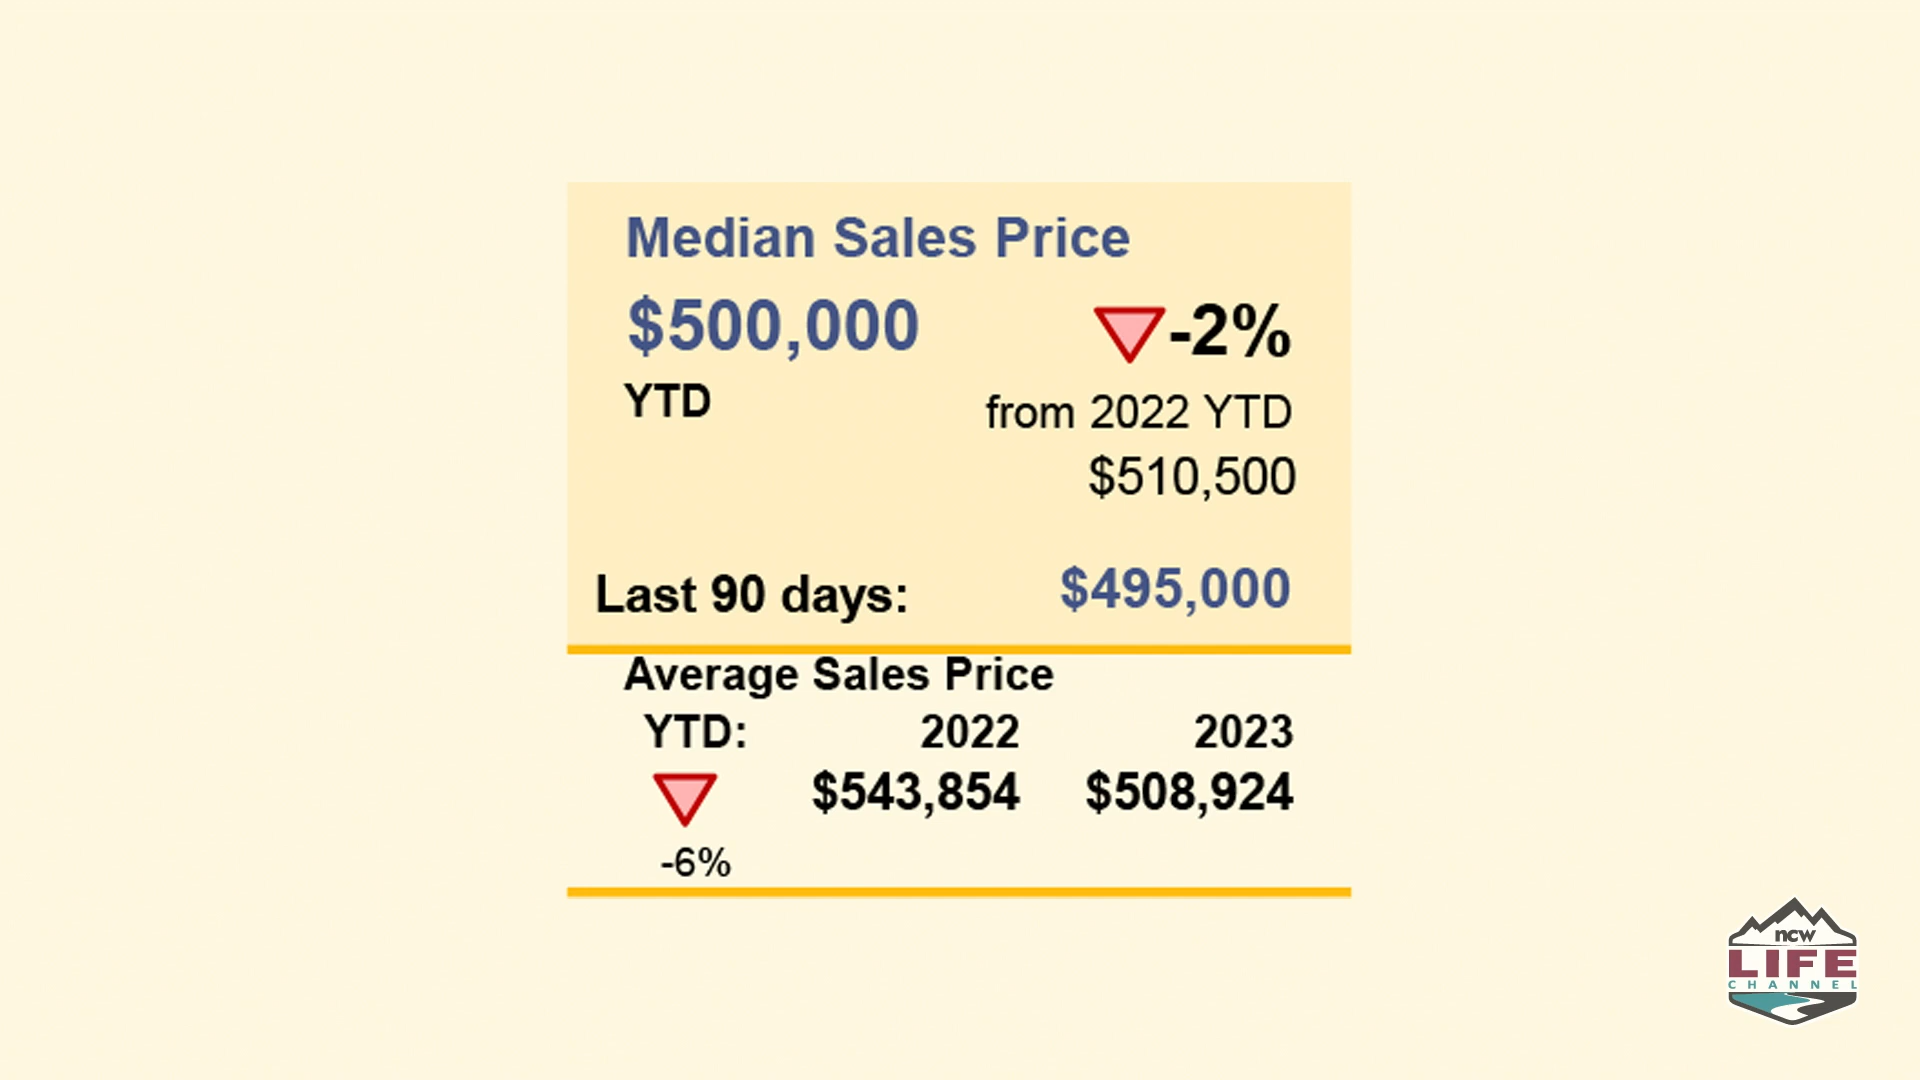 Median Sales Price
$500,000
-2%
YTD
from 2022 YTD
$510,500
Last 90 days:
$495,000
Average Sales Price
YTD: 2022 2023
$543,854 $508,924
-6%
ncw
LIFE
CHANNEL